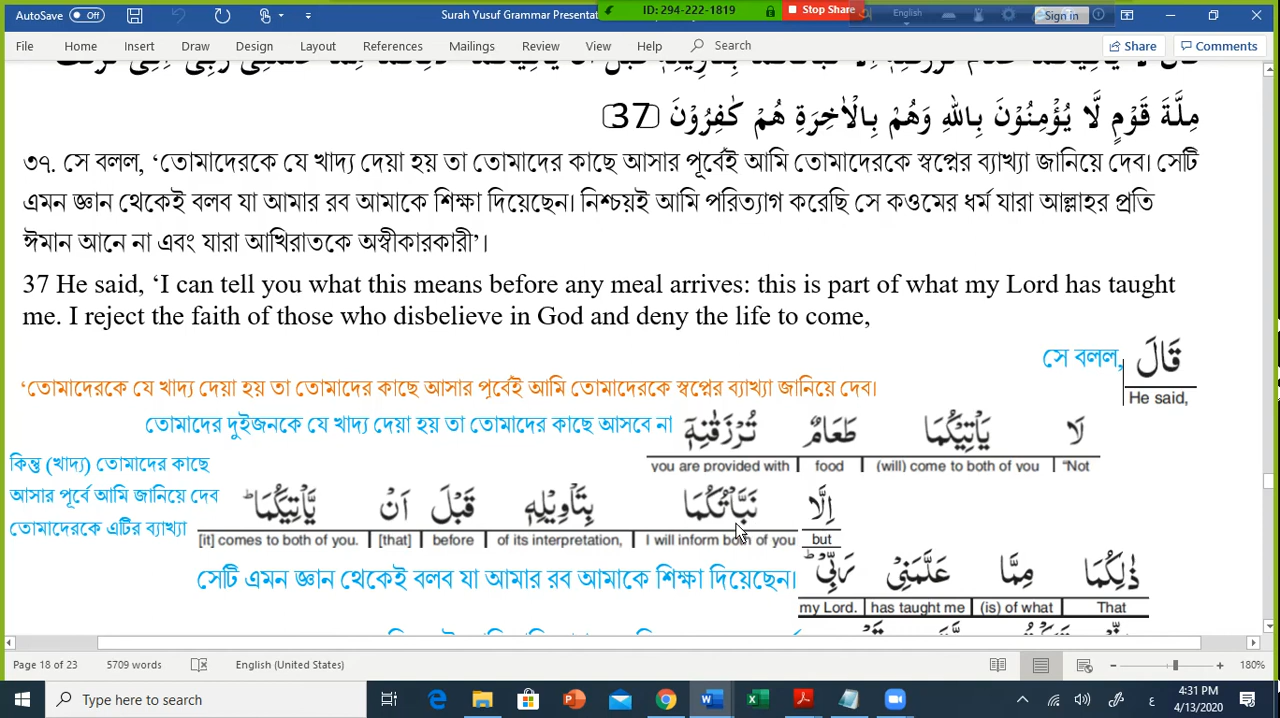 AutoSave Off
Surah Yusuf Grammar Presentat
ID: 294-222-1819
Stop Share
English
Sign in
File Home Insert Draw Design Layout References Mailings Review View Help Search
Share Comments
مِلَّةَ قَوْمٍ لَّا يُؤْمِنُوْنَ بِاللهِ وَهُمْ بِالْاٰخِرَةِ هُمْ كٰفِرُوْنَ 37
৩৭. সে বলল, ‘তোমাদেরকে যে খাদ্য দেয়া হয় তা তোমাদের কাছে আসার পূর্বেই আমি তোমাদেরকে স্বপ্নের ব্যাখ্যা জানিয়ে দেব। সেটি
এমন জ্ঞান থেকেই বলব যা আমার রব আমাকে শিক্ষা দিয়েছেন। নিশ্চয়ই আমি পরিত্যাগ করেছি সে কওমের ধর্ম যারা আল্লাহর প্রতি
ঈমান আনে না এবং যারা আখিরাতকে অস্বীকারকারী’।
37 He said, ‘I can tell you what this means before any meal arrives: this is part of what my Lord has taught
me. I reject the faith of those who disbelieve in God and deny the life to come,
قَالَ
সে বলল,
He said,
‘তোমাদেরকে যে খাদ্য দেয়া হয় তা তোমাদের কাছে আসার পূর্বেই আমি তোমাদেরকে স্বপ্নের ব্যাখ্যা জানিয়ে দেব।
তোমাদের দুইজনকে যে খাদ্য দেয়া হয় তা তোমাদের কাছে আসবে না
لَا يَاْتِيْكُمَا طَعَامٌ تُرْزَقٰنِهٖٓ
you are provided with food (will) come to both of you “Not
কিন্তু (খাদ্য) তোমাদের কাছে
আসার পূর্বে আমি জানিয়ে দেব
তোমাদেরকে এটির ব্যাখ্যা
اِلَّا نَبَّاْتُكُمَا بِتَاْوِيْلِهٖ قَبْلَ اَنْ يَّاْتِيَكُمَا ؕ
[it] comes to both of you. [that] before of its interpretation, I will inform both of you but
সেটি এমন জ্ঞান থেকেই বলব যা আমার রব আমাকে শিক্ষা দিয়েছেন।
ذٰلِكُمَا مِمَّا عَلَّمَنِيْ رَبِّيْ ؕ
my Lord. has taught me (is) of what That
Page 18 of 23 5709 words English (United States) 180%
Type here to search
4:31 PM
4/13/2020